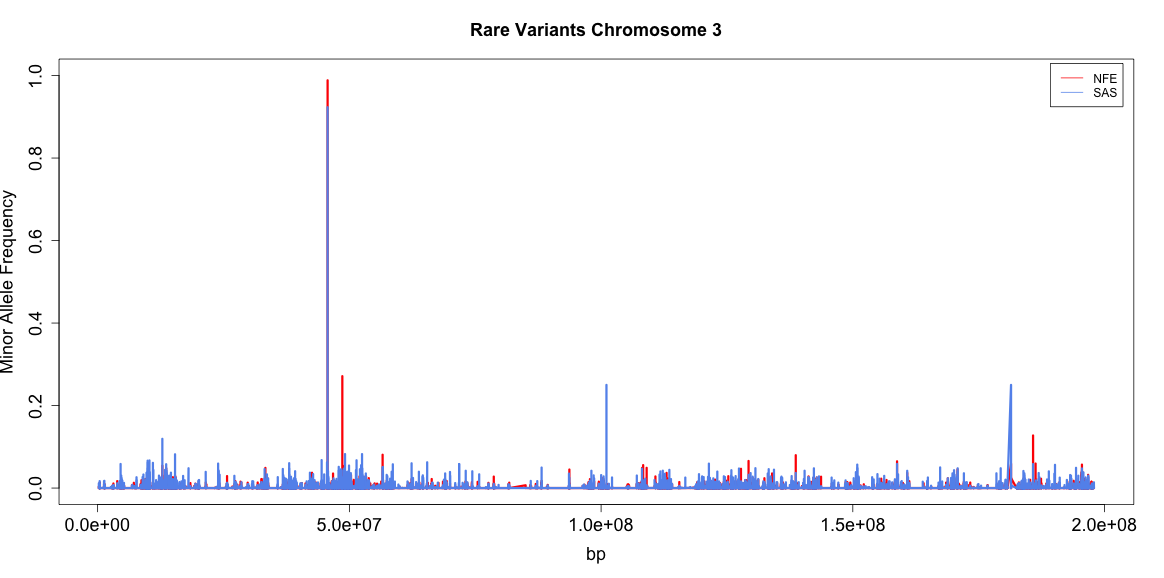 Rare Variants Chromosome 3
NFE
SAS
Minor Allele Frequency
1.0
0.8
0.6
0.4
0.2
0.0
0.0e+00 5.0e+07 1.0e+08 1.5e+08 2.0e+08
bp